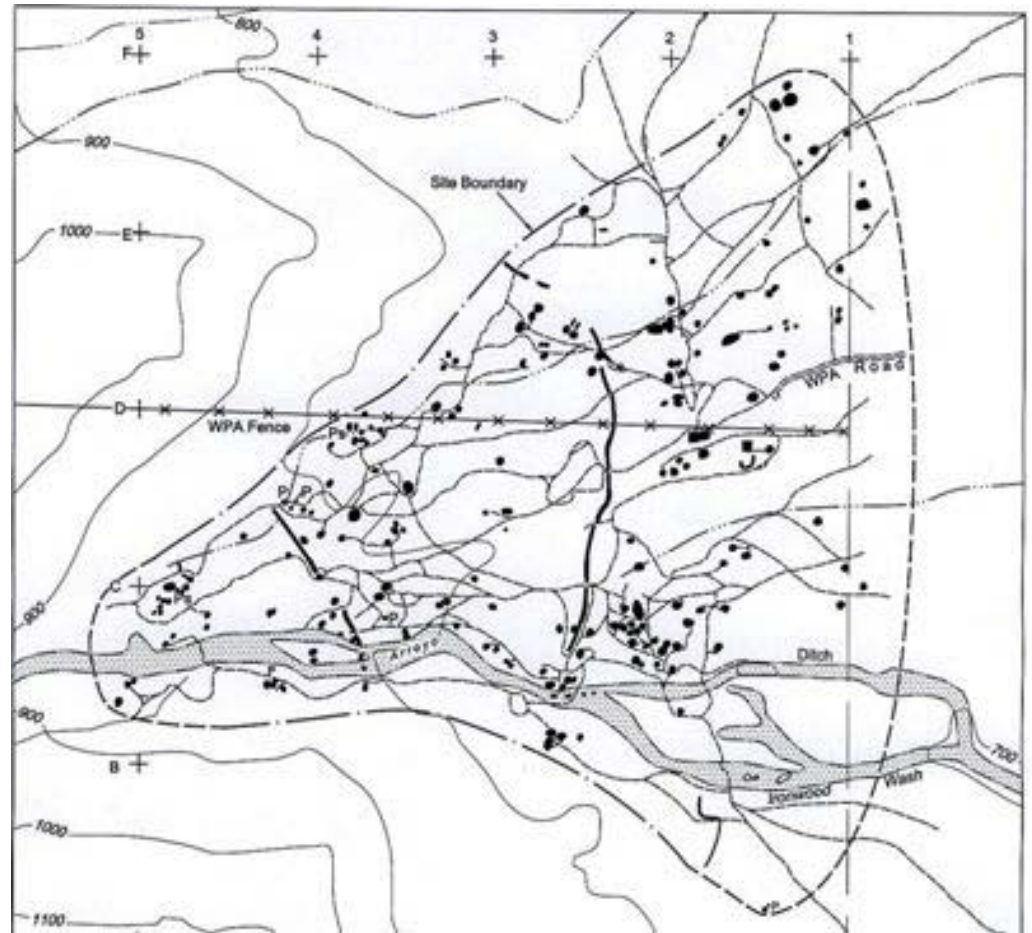 800
5 4 3 2 1
F
900
Site Boundary
1000
E
WPA Road
D
WPA Fence
Ps
P P
C
900
Arroyo
Ditch
900
700
B
Ironwood Wash
1000
1100
P